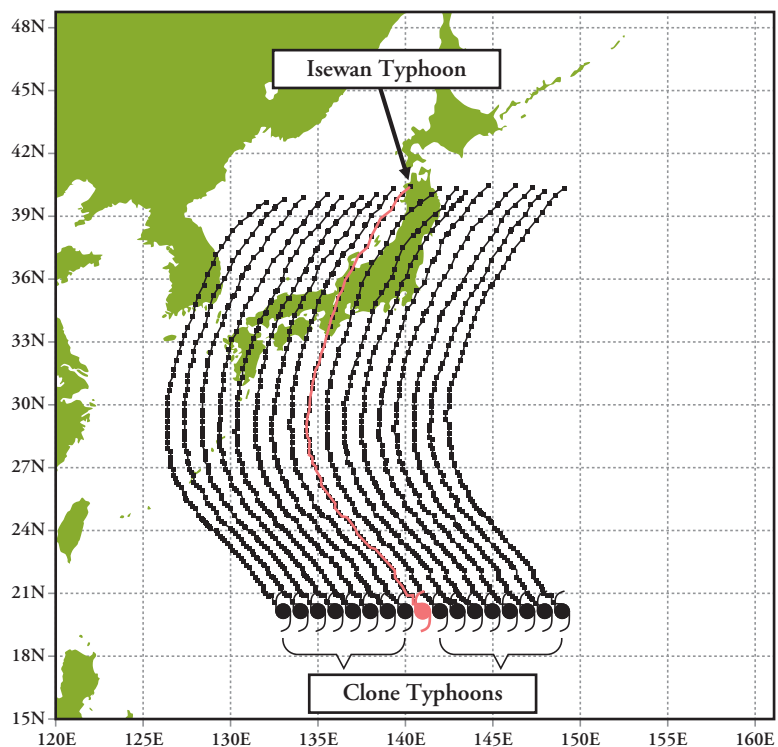 48N
Isewan Typhoon
45N
42N
39N
36N
33N
30N
27N
24N
21N
18N
Clone Typhoons
15N
120E 125E 130E 135E 140E 145E 150E 155E 160E